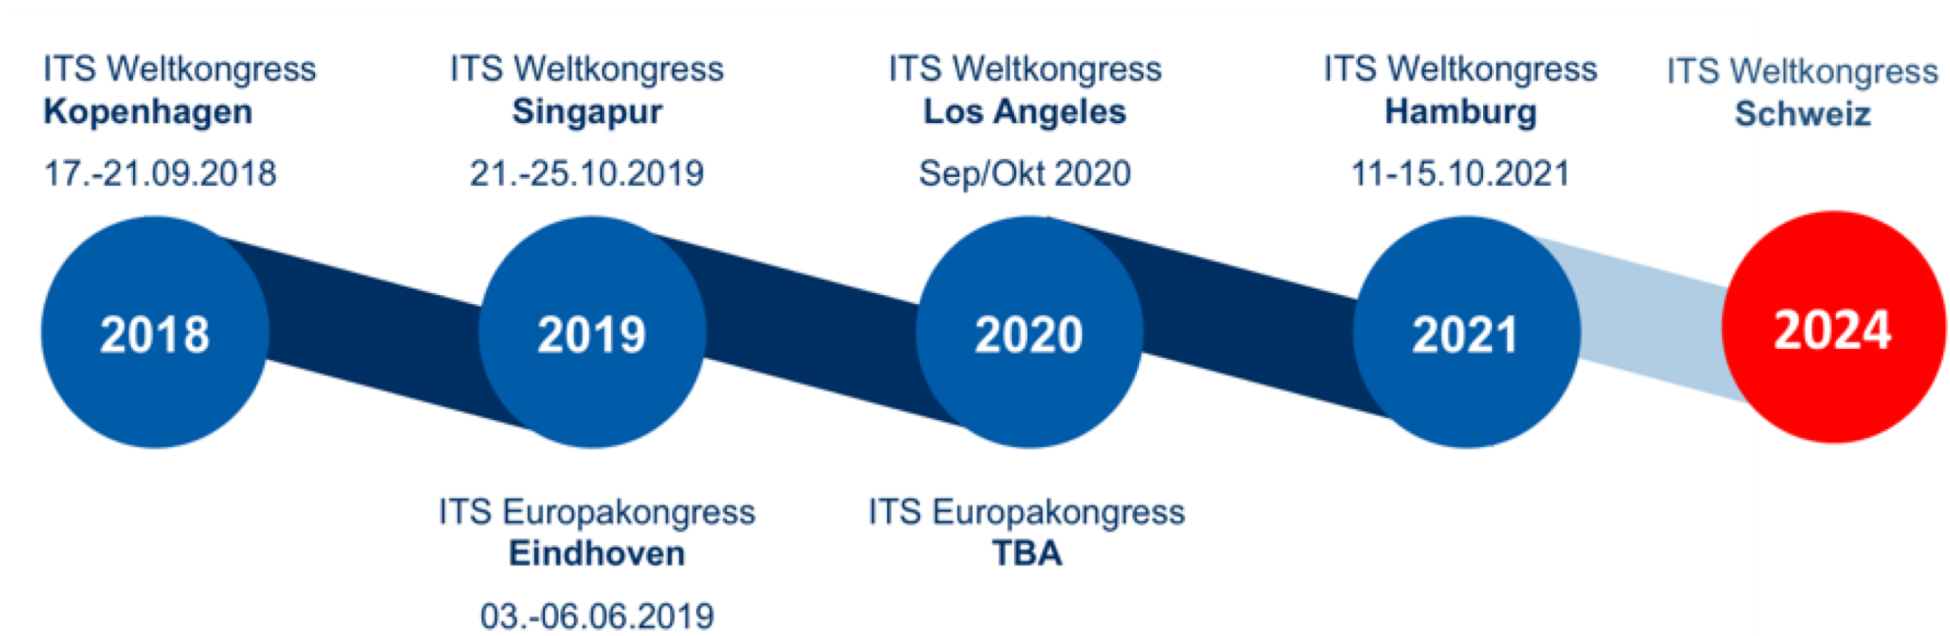 ITS Weltkongress
Kopenhagen
17.-21.09.2018
ITS Weltkongress
Singapur
21.-25.10.2019
ITS Weltkongress
Los Angeles
Sep/Okt 2020
ITS Weltkongress
Hamburg
11-15.10.2021
ITS Weltkongress
Schweiz
2018
2019
2020
2021
2024
ITS Europakongress
Eindhoven
03.-06.06.2019
ITS Europakongress
TBA